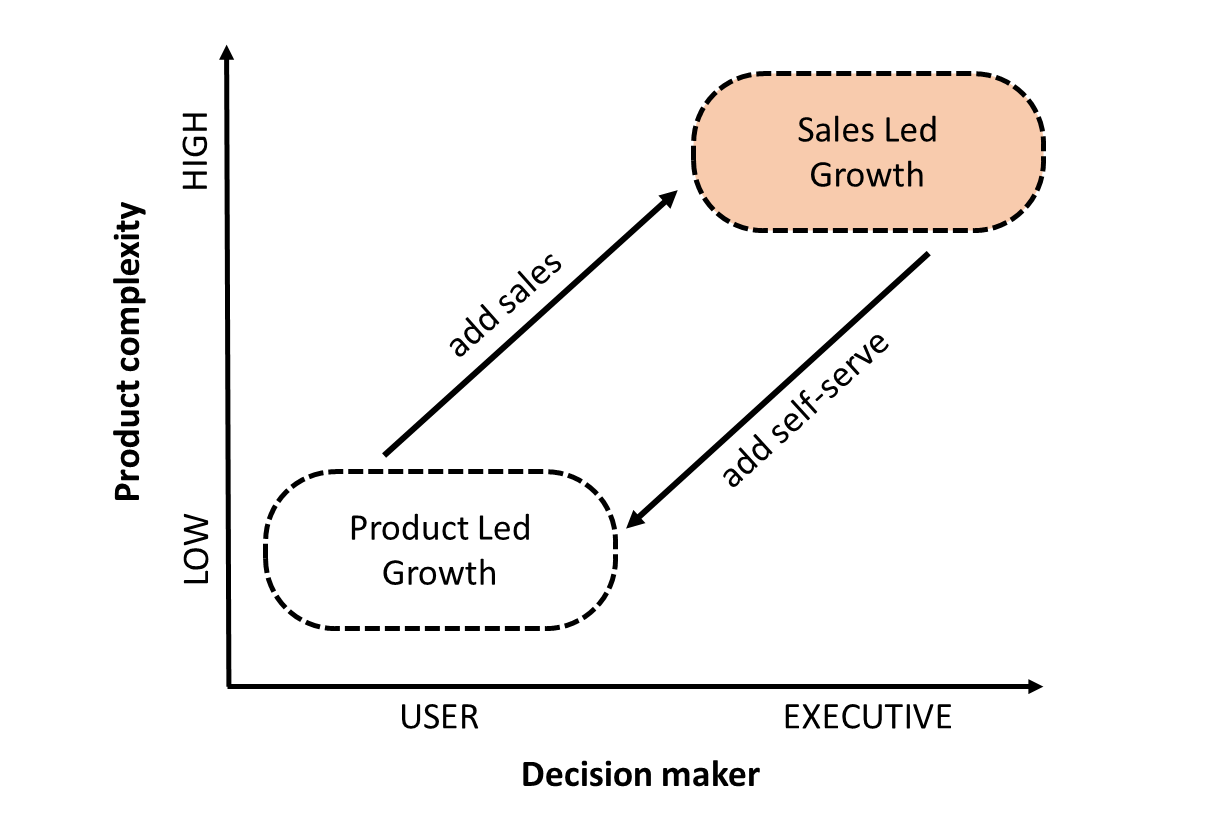 HIGH
Sales Led
Growth
Product complexity
add sales
add self-serve
LOW
Product Led
Growth
USER
EXECUTIVE
Decision maker